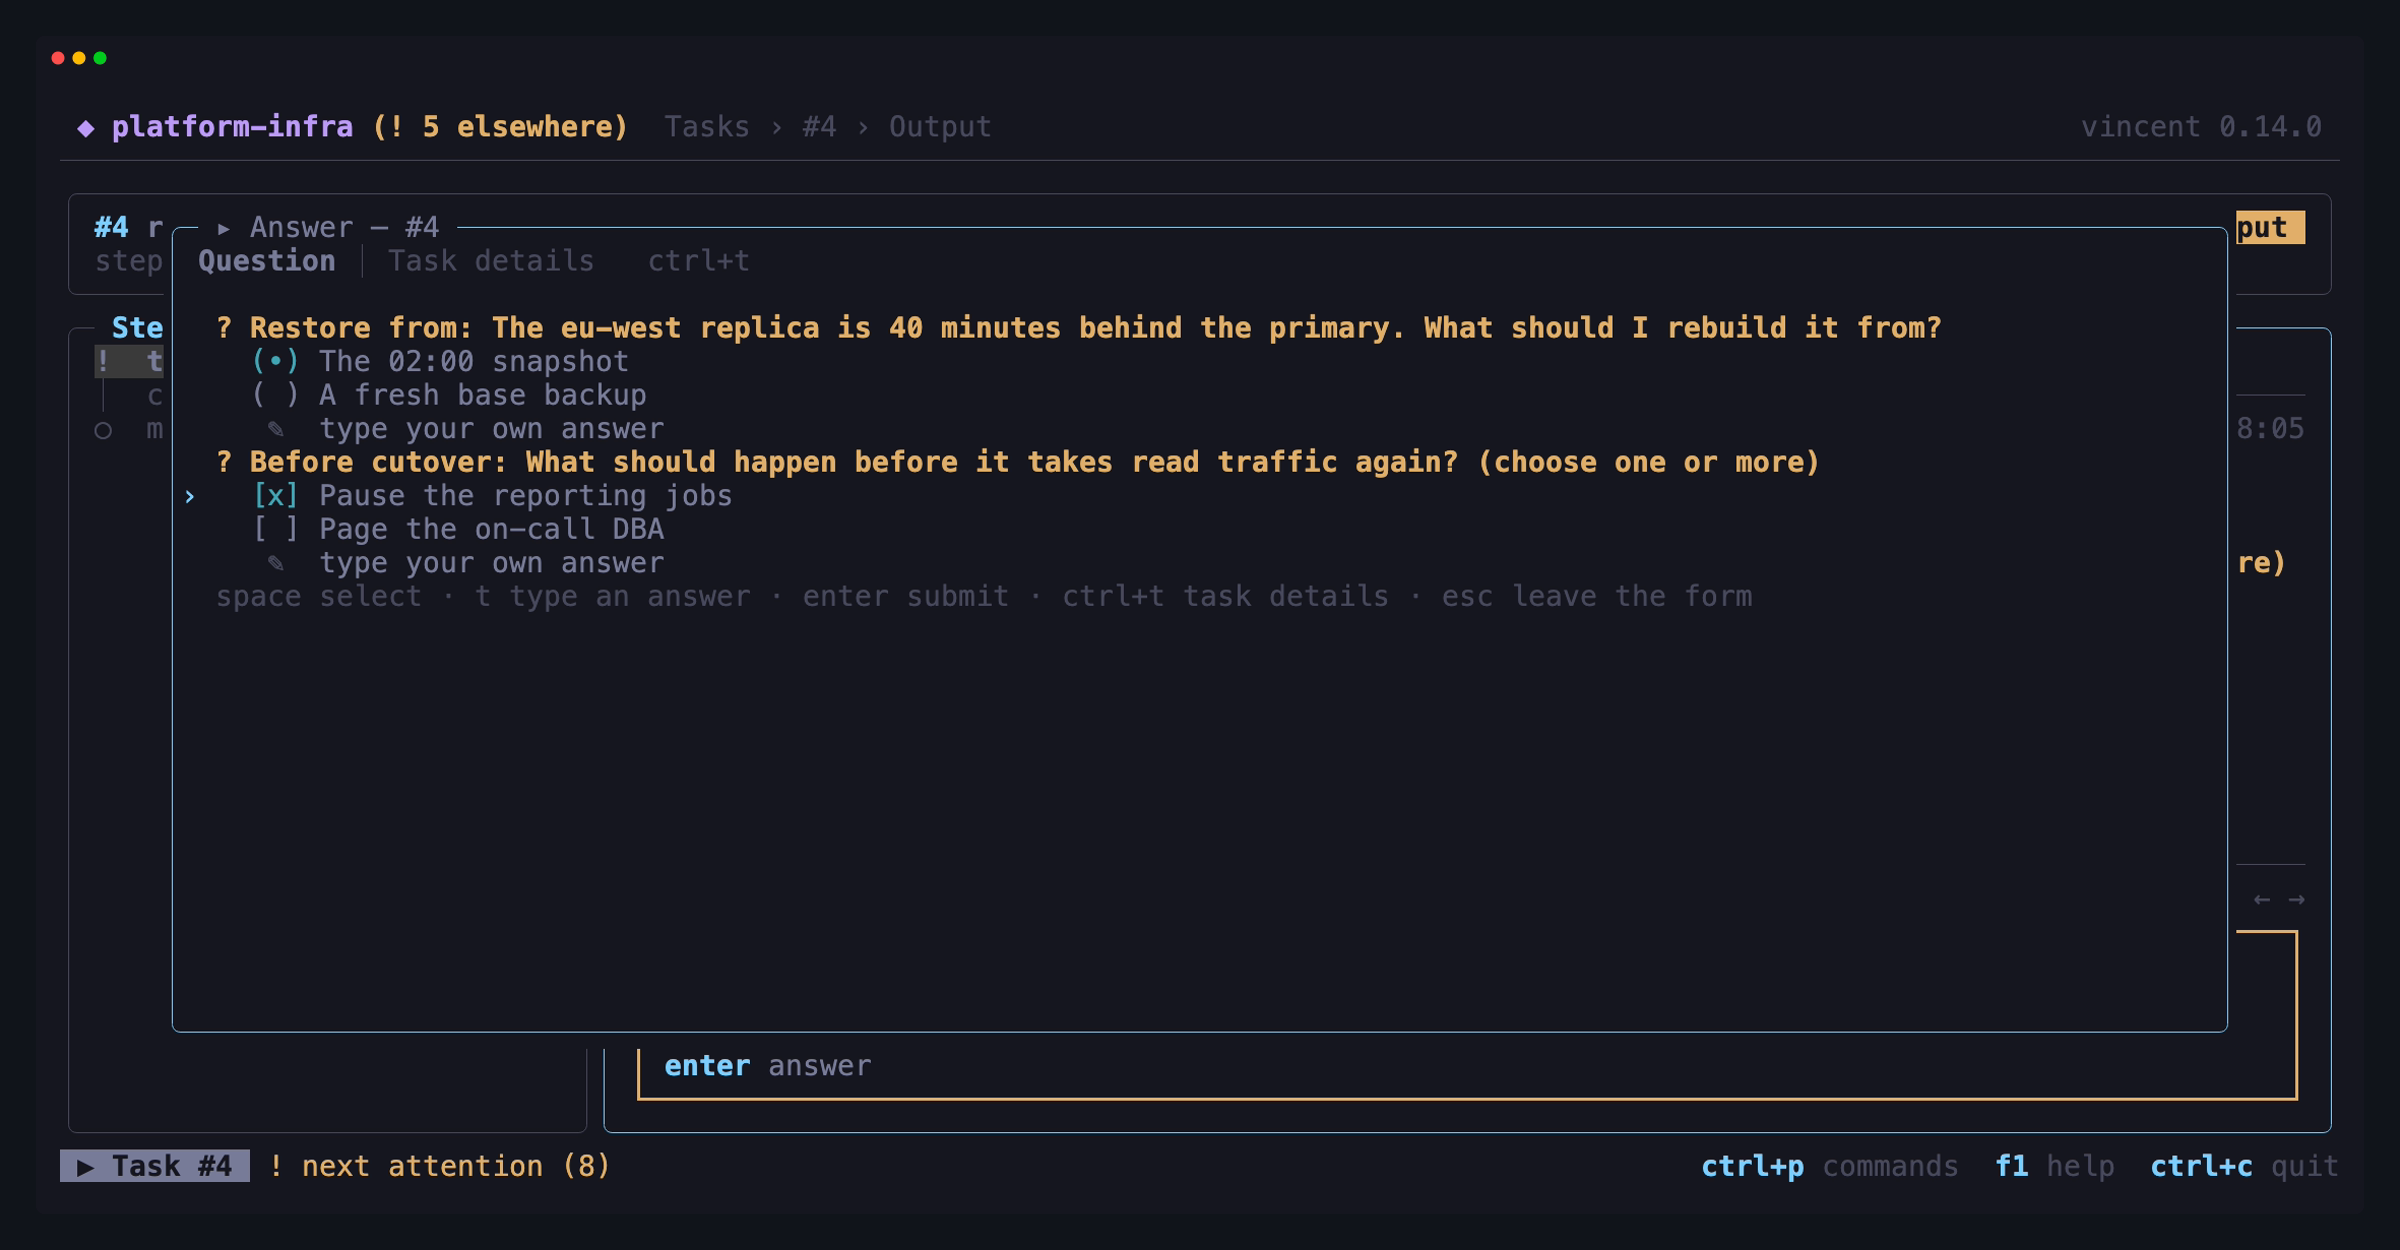 ◆ platform-infra (! 5 elsewhere) Tasks › #4 › Output vincent 0.14.0
#4 r ▸ Answer — #4 put
step Question │ Task details ctrl+t
Ste ? Restore from: The eu-west replica is 40 minutes behind the primary. What should I rebuild it from?
! t (•) The 02:00 snapshot
c ( ) A fresh base backup
○ m ✎ type your own answer 8:05
? Before cutover: What should happen before it takes read traffic again? (choose one or more)
› [x] Pause the reporting jobs
[ ] Page the on-call DBA
✎ type your own answer re)
space select · t type an answer · enter submit · ctrl+t task details · esc leave the form
← →
enter answer
▶ Task #4 ! next attention (8) ctrl+p commands f1 help ctrl+c quit